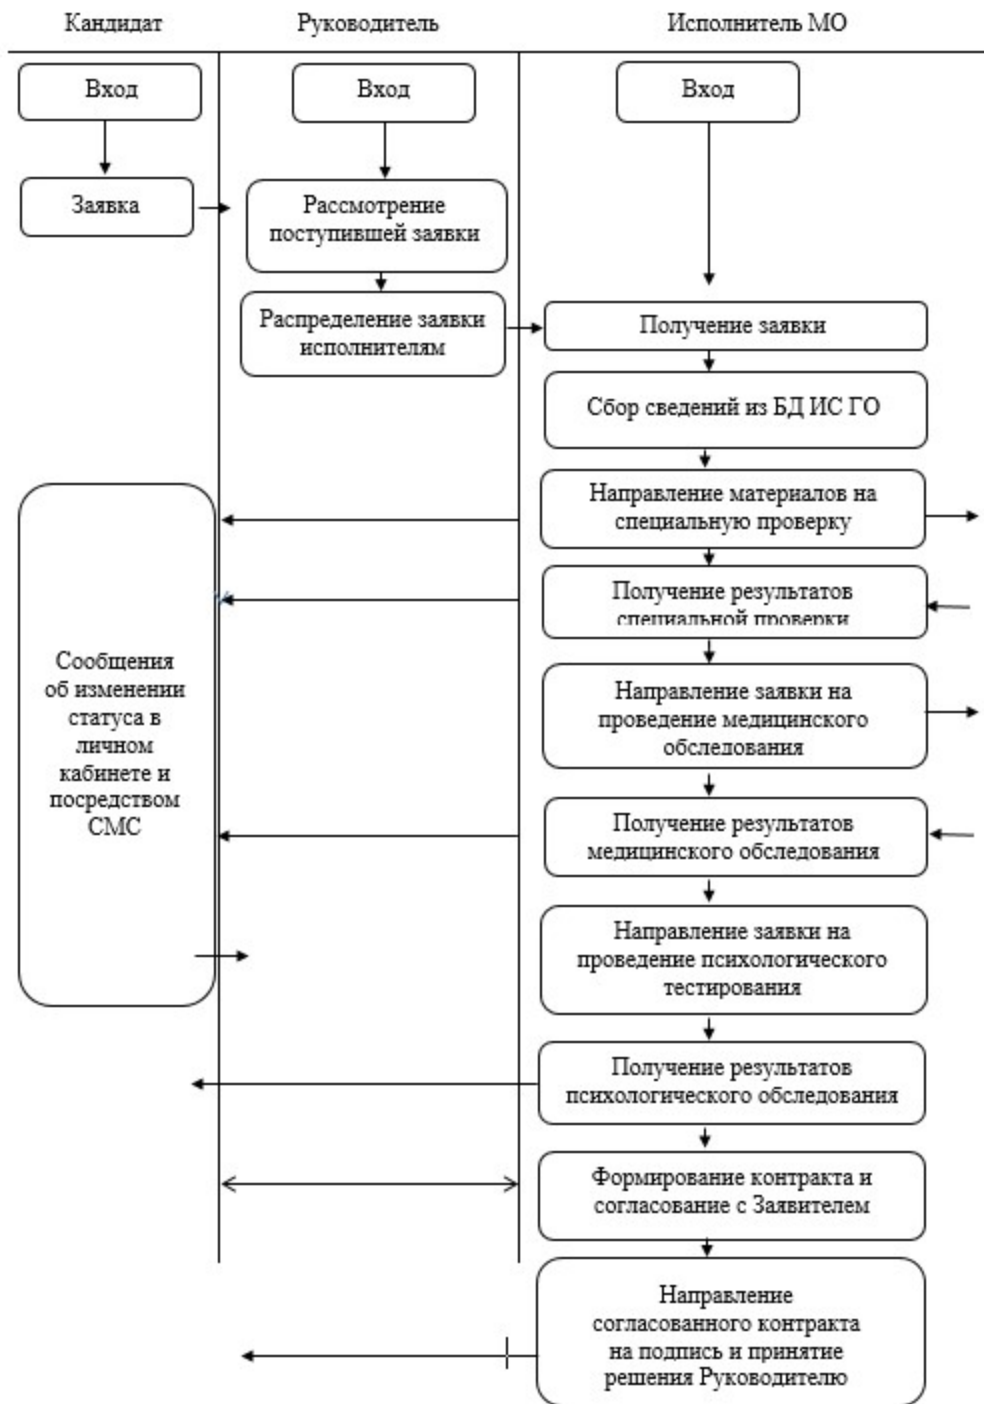 Кандидат
Руководитель
Исполнитель МО
Вход
Вход
Вход
Заявка
Рассмотрение
поступившей заявки
Распределение заявки
исполнителям
Получение заявки
Сбор сведений из БД ИС ГО
Направление материалов на
специальную проверку
Получение результатов
специальной проверки
Сообщения
об изменении
статуса в
личном
кабинете и
посредством
СМС
Направление заявки на
проведение медицинского
обследования
Получение результатов
медицинского обследования
Направление заявки на
проведение психологического
тестирования
Получение результатов
психологического обследования
Формирование контракта и
согласование с Заявителем
Направление
согласованного контракта
на подпись и принятие
решения Руководителю